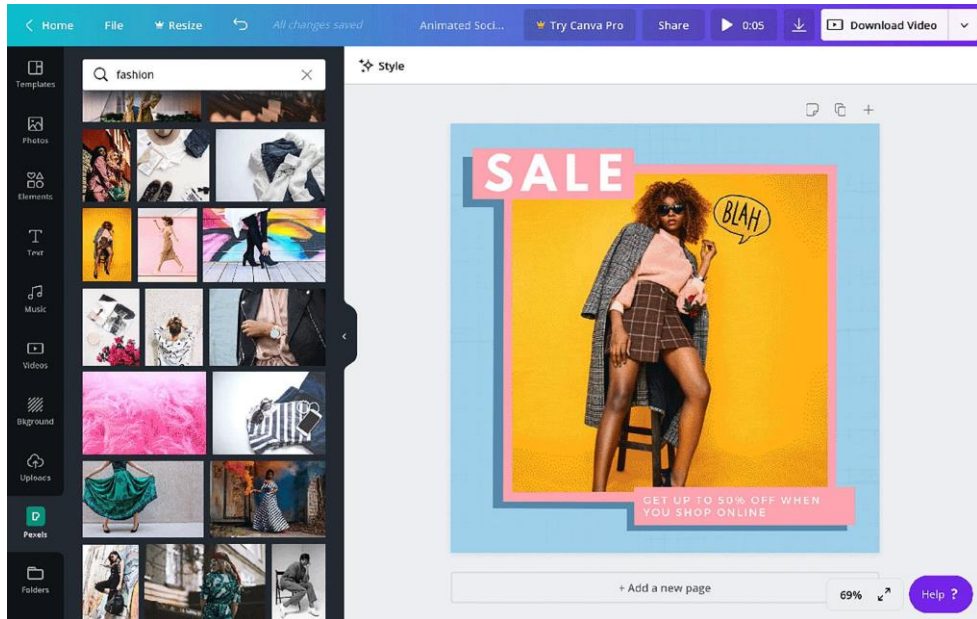 Home
File
Resize
All changes saved
Animated Soci...
Try Canva Pro
Share
0:05
Download Video
Templates
Photos
Elements
Text
Music
Videos
Bkground
Uploads
Pexels
Folders
fashion
Style
SALE
BLAH
GET UP TO 50% OFF WHEN
YOU SHOP ONLINE
+ Add a new page
69%
Help ?